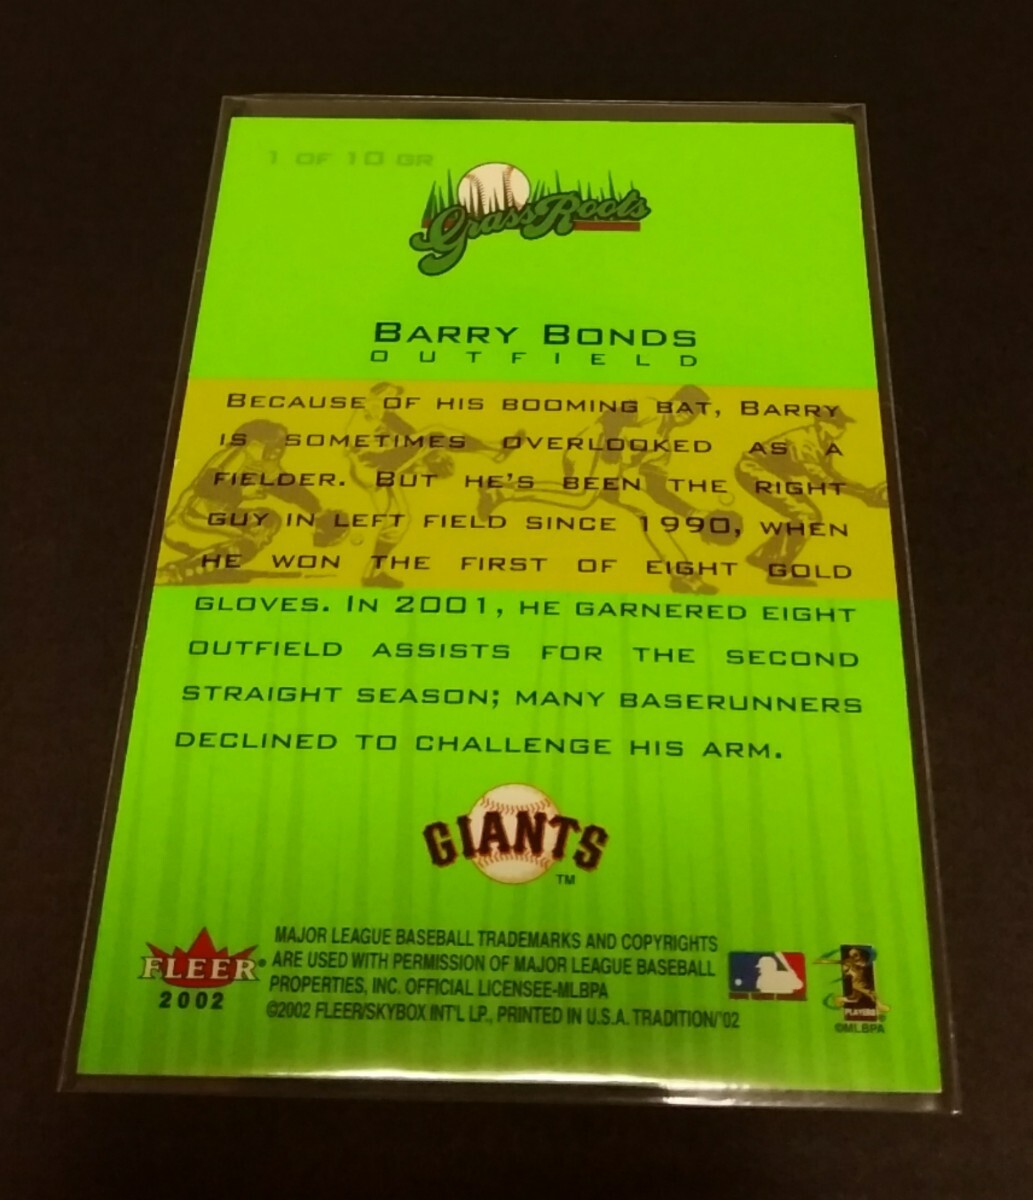 1 OF 10 GR
GrassRoots
BARRY BONDS
OUTFIELD
BECAUSE OF HIS BOOMING BAT, BARRY
IS SOMETIMES OVERLOOKED AS A
FIELDER. BUT HE'S BEEN THE RIGHT
GUY IN LEFT FIELD SINCE 1990, WHEN
HE WON THE FIRST OF EIGHT GOLD
GLOVES. IN 2001, HE GARNERED EIGHT
OUTFIELD ASSISTS FOR THE SECOND
STRAIGHT SEASON; MANY BASERUNNERS
DECLINED TO CHALLENGE HIS ARM.
GIANTS
TM
FLEER®
2002
MAJOR LEAGUE BASEBALL TRADEMARKS AND COPYRIGHTS
ARE USED WITH PERMISSION OF MAJOR LEAGUE BASEBALL
PROPERTIES, INC. OFFICIAL LICENSEE-MLBPA
©2002 FLEER/SKYBOX INT'L LP., PRINTED IN U.S.A. TRADITION/'02
PLAYERS
©MLBPA